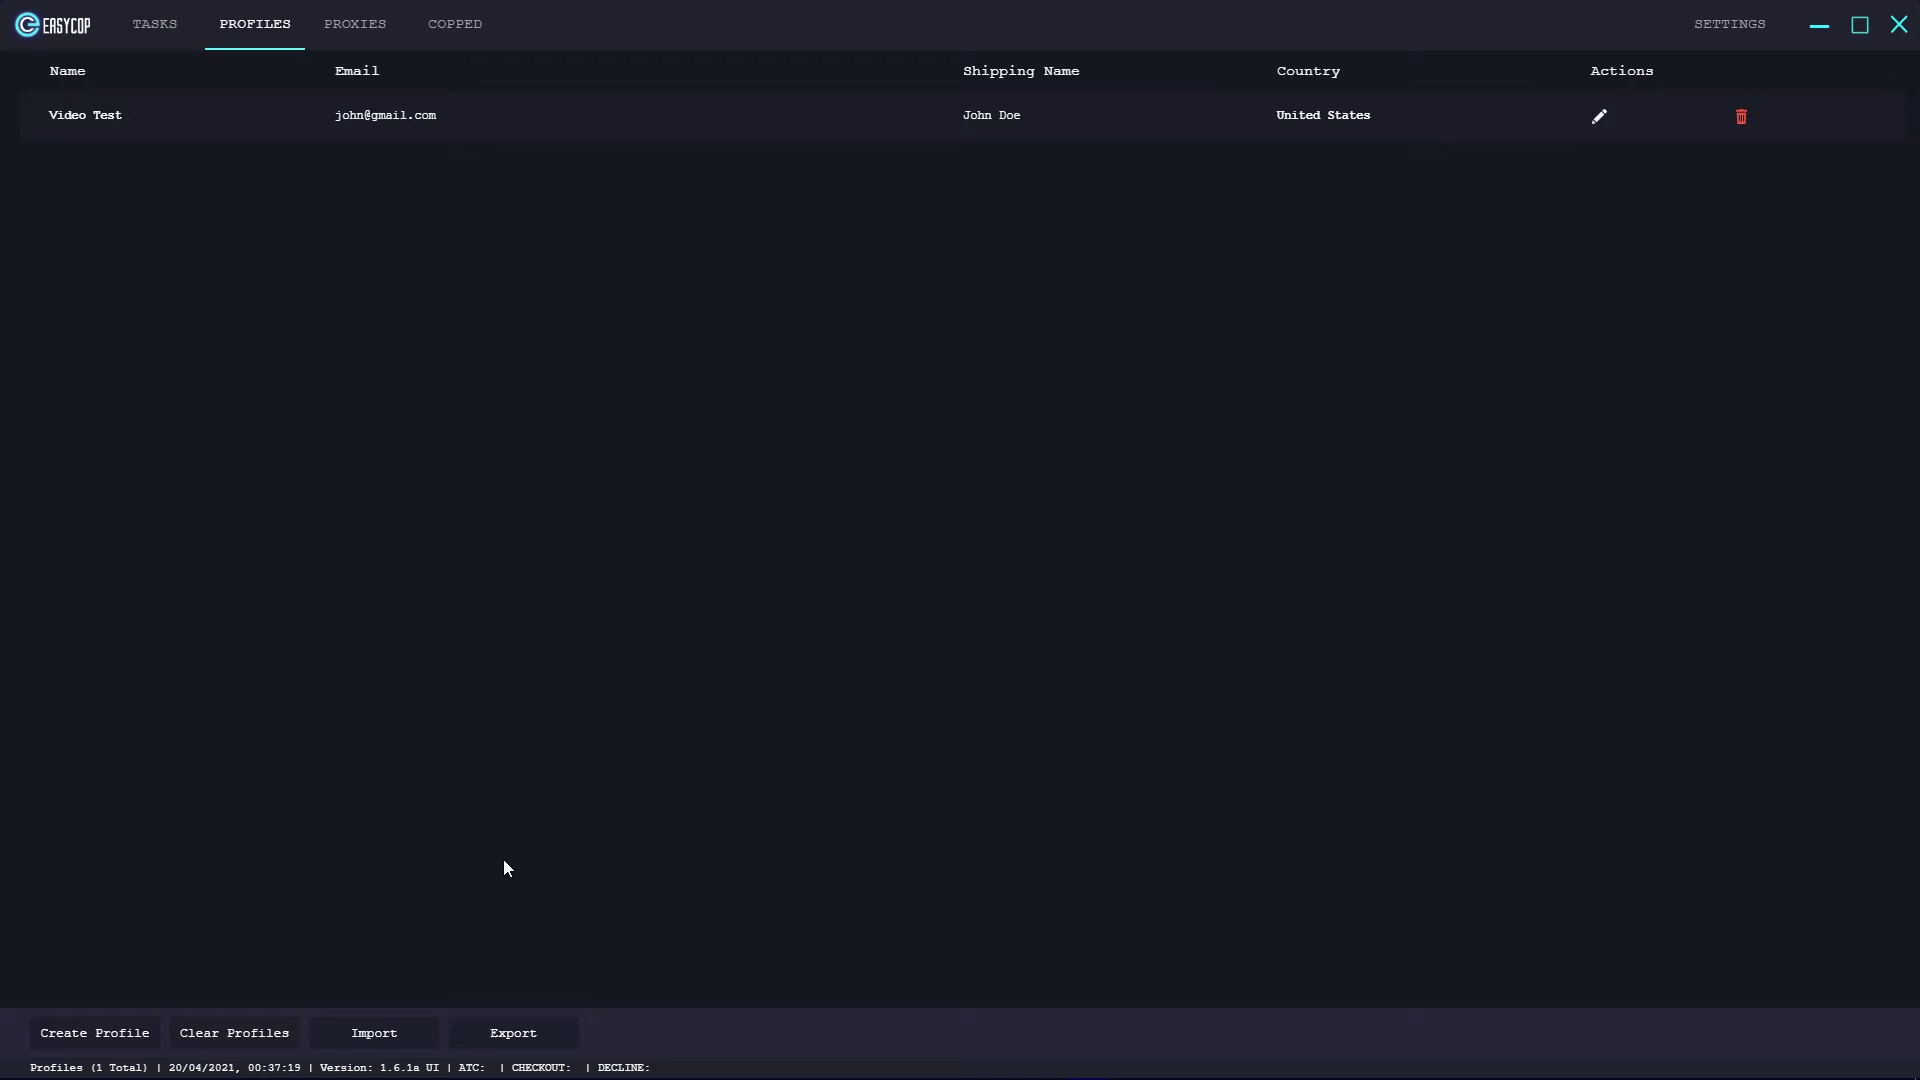 EASYCOP TASKS PROFILES PROXIES COPPED SETTINGS
Name Email Shipping Name Country Actions
Video Test john@gmail.com John Doe United States
Create Profile Clear Profiles Import Export
Profiles (1 Total) | 20/04/2021, 00:37:19 | Version: 1.6.1a UI | ATC: | CHECKOUT: | DECLINE: